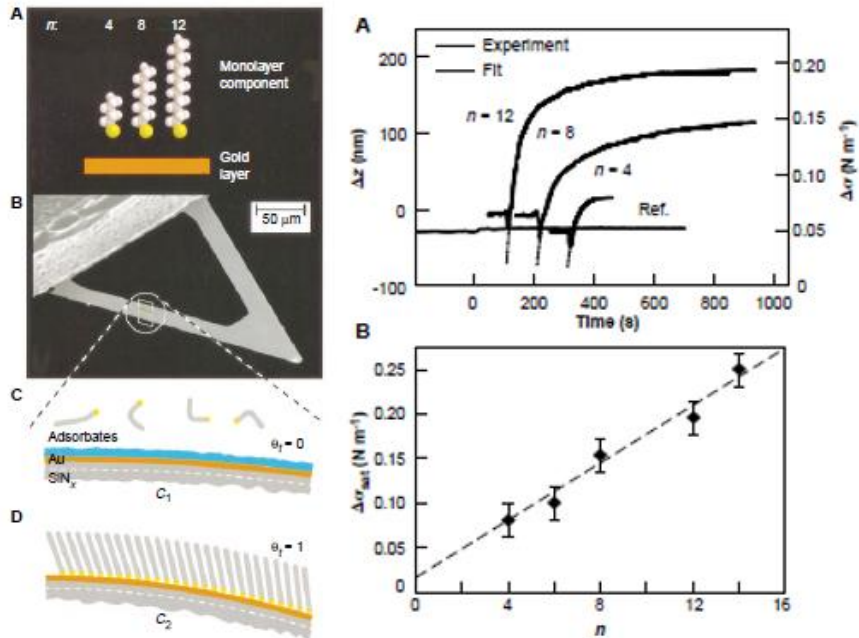 A
n:
4
8
12
Monolayer
component
Gold
layer
B
50 μm
C
Adsorbates
θf = 0
Au
SiNx
C1
D
θf = 1
C2
A
Experiment
Fit
n = 12
n = 8
n = 4
Ref.
200
100
0
-100
Δz (nm)
0.20
0.15
0.10
0.05
0
Δσ (N m-1)
0
200
400
600
800
1000
Time (s)
B
0.25
0.20
0.15
0.10
0.05
0
Δσsat (N m-1)
0
4
8
12
16
n